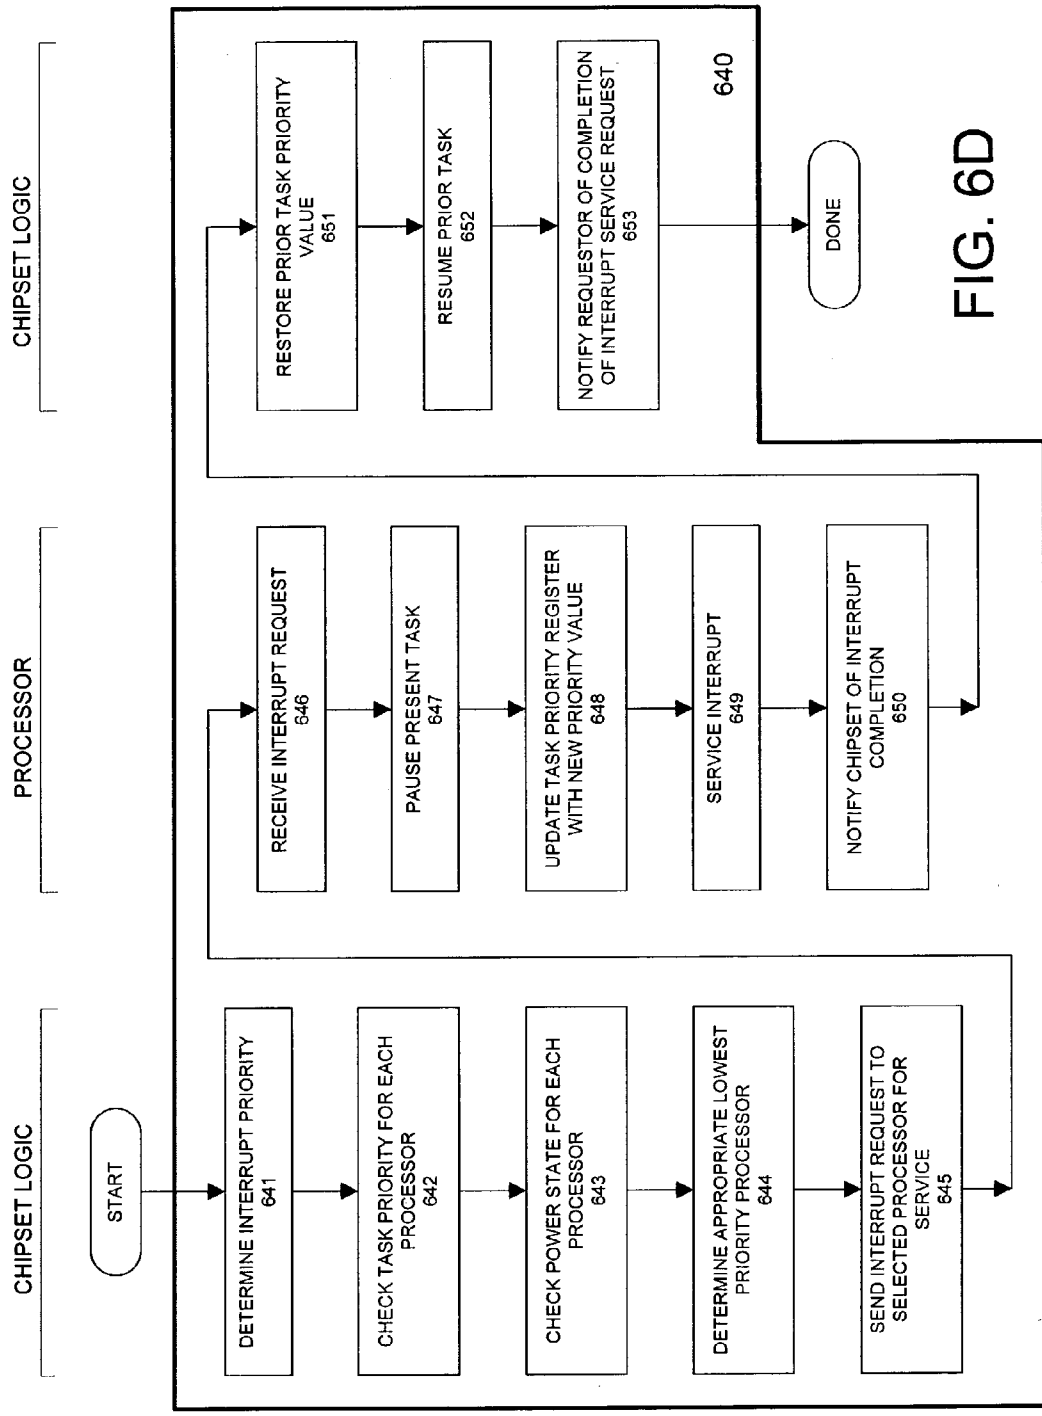 CHIPSET LOGIC
START
DETERMINE INTERRUPT PRIORITY
641
CHECK TASK PRIORITY FOR EACH
PROCESSOR
642
CHECK POWER STATE FOR EACH
PROCESSOR
643
DETERMINE APPROPRIATE LOWEST
PRIORITY PROCESSOR
644
SEND INTERRUPT REQUEST TO
SELECTED PROCESSOR FOR
SERVICE
645
PROCESSOR
RECEIVE INTERRUPT REQUEST
646
PAUSE PRESENT TASK
647
UPDATE TASK PRIORITY REGISTER
WITH NEW PRIORITY VALUE
648
SERVICE INTERRUPT
649
NOTIFY CHIPSET OF INTERRUPT
COMPLETION
650
CHIPSET LOGIC
RESTORE PRIOR TASK PRIORITY
VALUE
651
RESUME PRIOR TASK
652
NOTIFY REQUESTOR OF COMPLETION
OF INTERRUPT SERVICE REQUEST
653
640
DONE
FIG. 6D